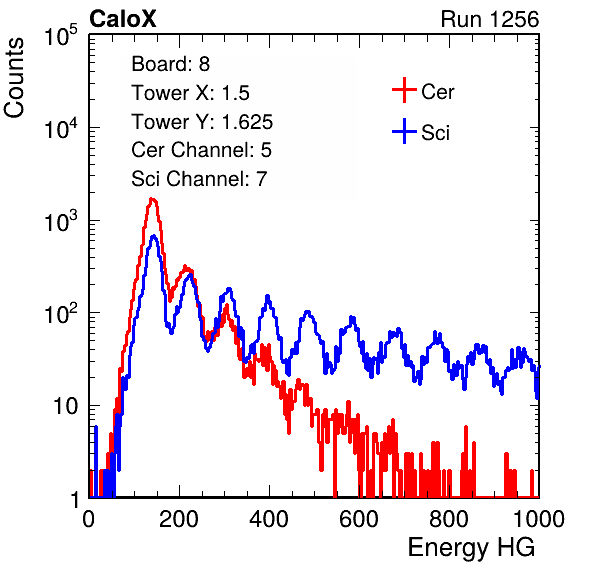 CaloX Run 1256
Counts
10^5
10^4
10^3
10^2
10
1
Board: 8
Tower X: 1.5
Tower Y: 1.625
Cer Channel: 5
Sci Channel: 7
Cer
Sci
0 200 400 600 800 1000
Energy HG